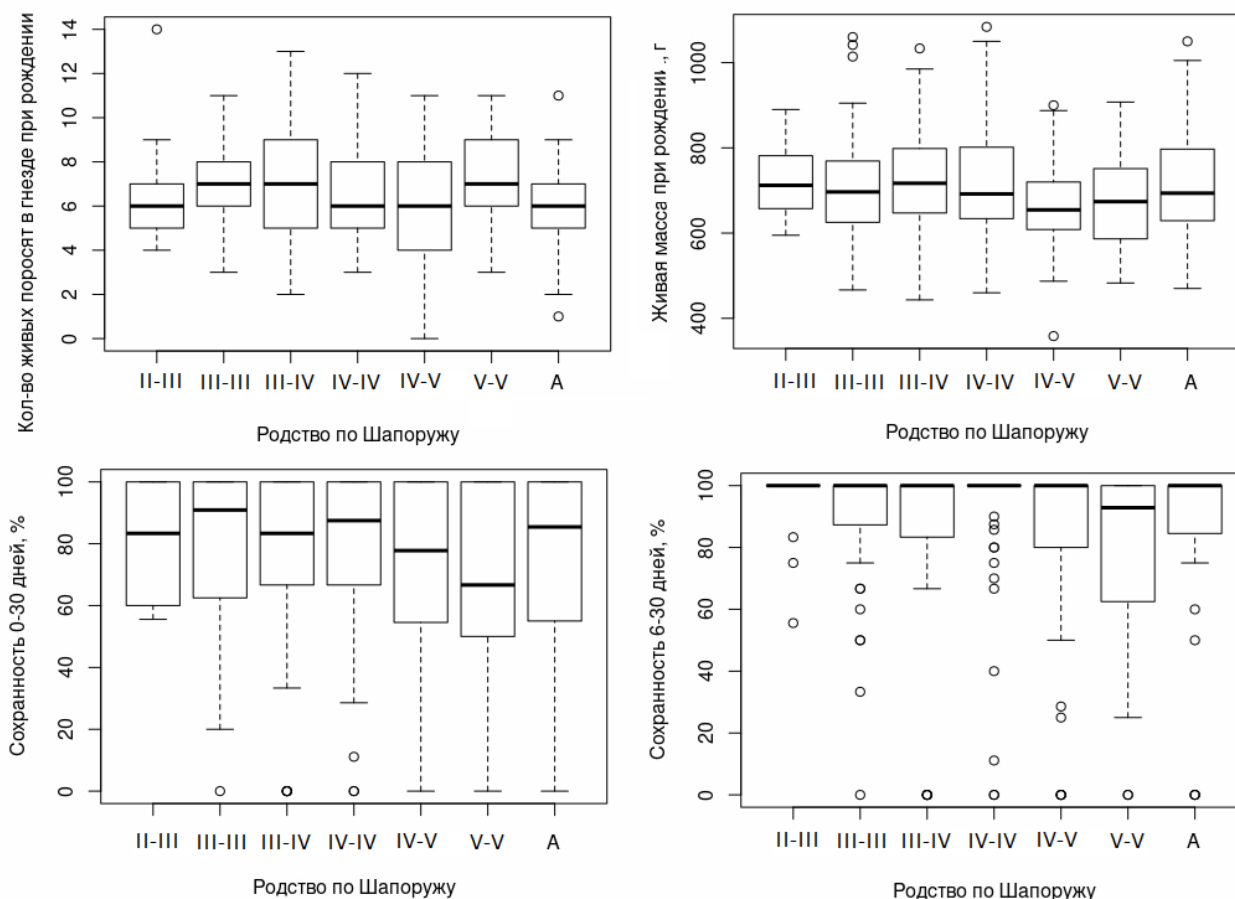 Кол-во живых поросят в гнезде при рождении
14
12
10
8
6
4
2
0
II-III III-III III-IV IV-IV IV-V V-V A
Родство по Шапоружу
Живая масса при рождении., г
1000
800
600
400
II-III III-III III-IV IV-IV IV-V V-V A
Родство по Шапоружу
Сохранность 0-30 дней, %
100
80
60
40
20
0
II-III III-III III-IV IV-IV IV-V V-V A
Родство по Шапоружу
Сохранность 6-30 дней, %
100
80
60
40
20
0
II-III III-III III-IV IV-IV IV-V V-V A
Родство по Шапоружу